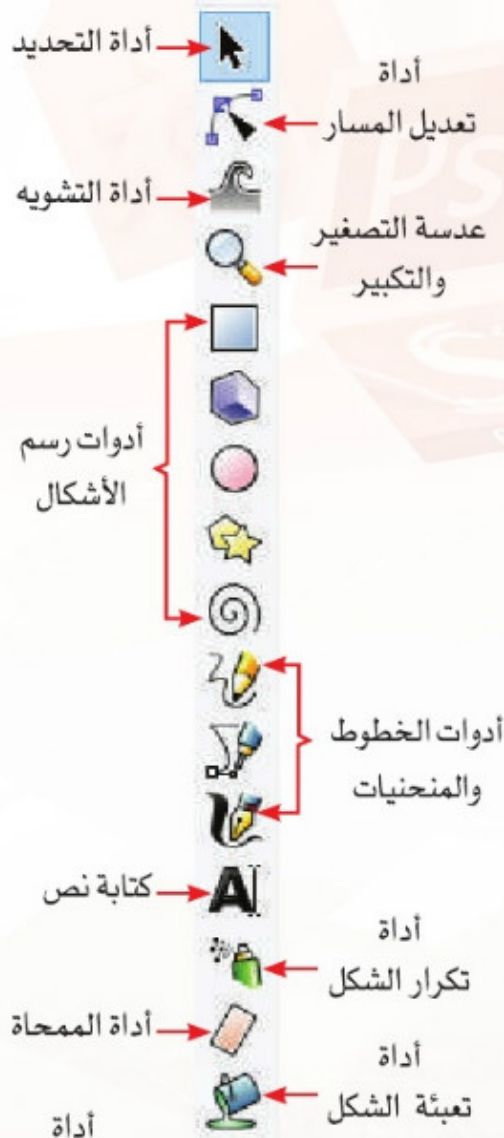 أداة التحديد
أداة
تعديل المسار
أداة التشويه
عدسة التصغير
والتكبير
أدوات رسم
الأشكال
أدوات الخطوط
والمنحنيات
كتابة نص
أداة
تكرار الشكل
أداة الممحاة
أداة
تعبئة الشكل
أداة